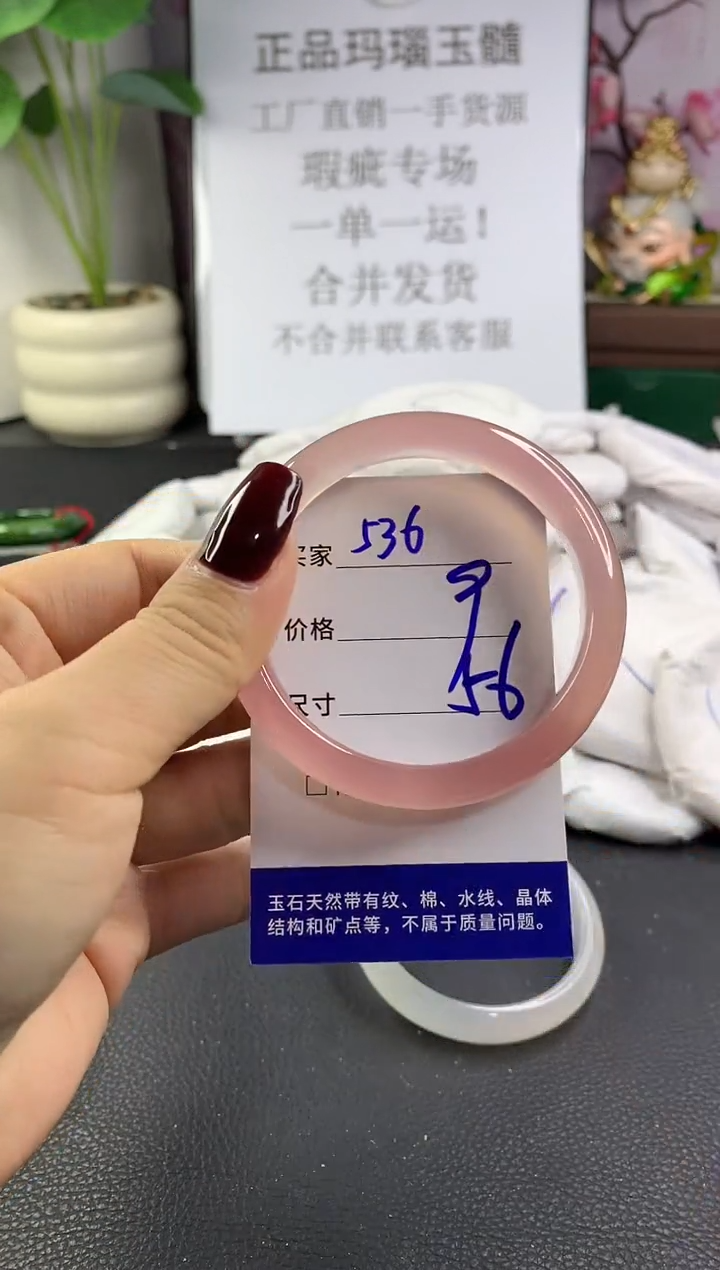 正品玛瑙玉髓
工厂直销一手货源
瑕疵专场
一单一运!
合并发货
不合并联系客服
买家 536
价格
尺寸 56
玉石天然带有纹、棉、水线、晶体
结构和矿点等，不属于质量问题。